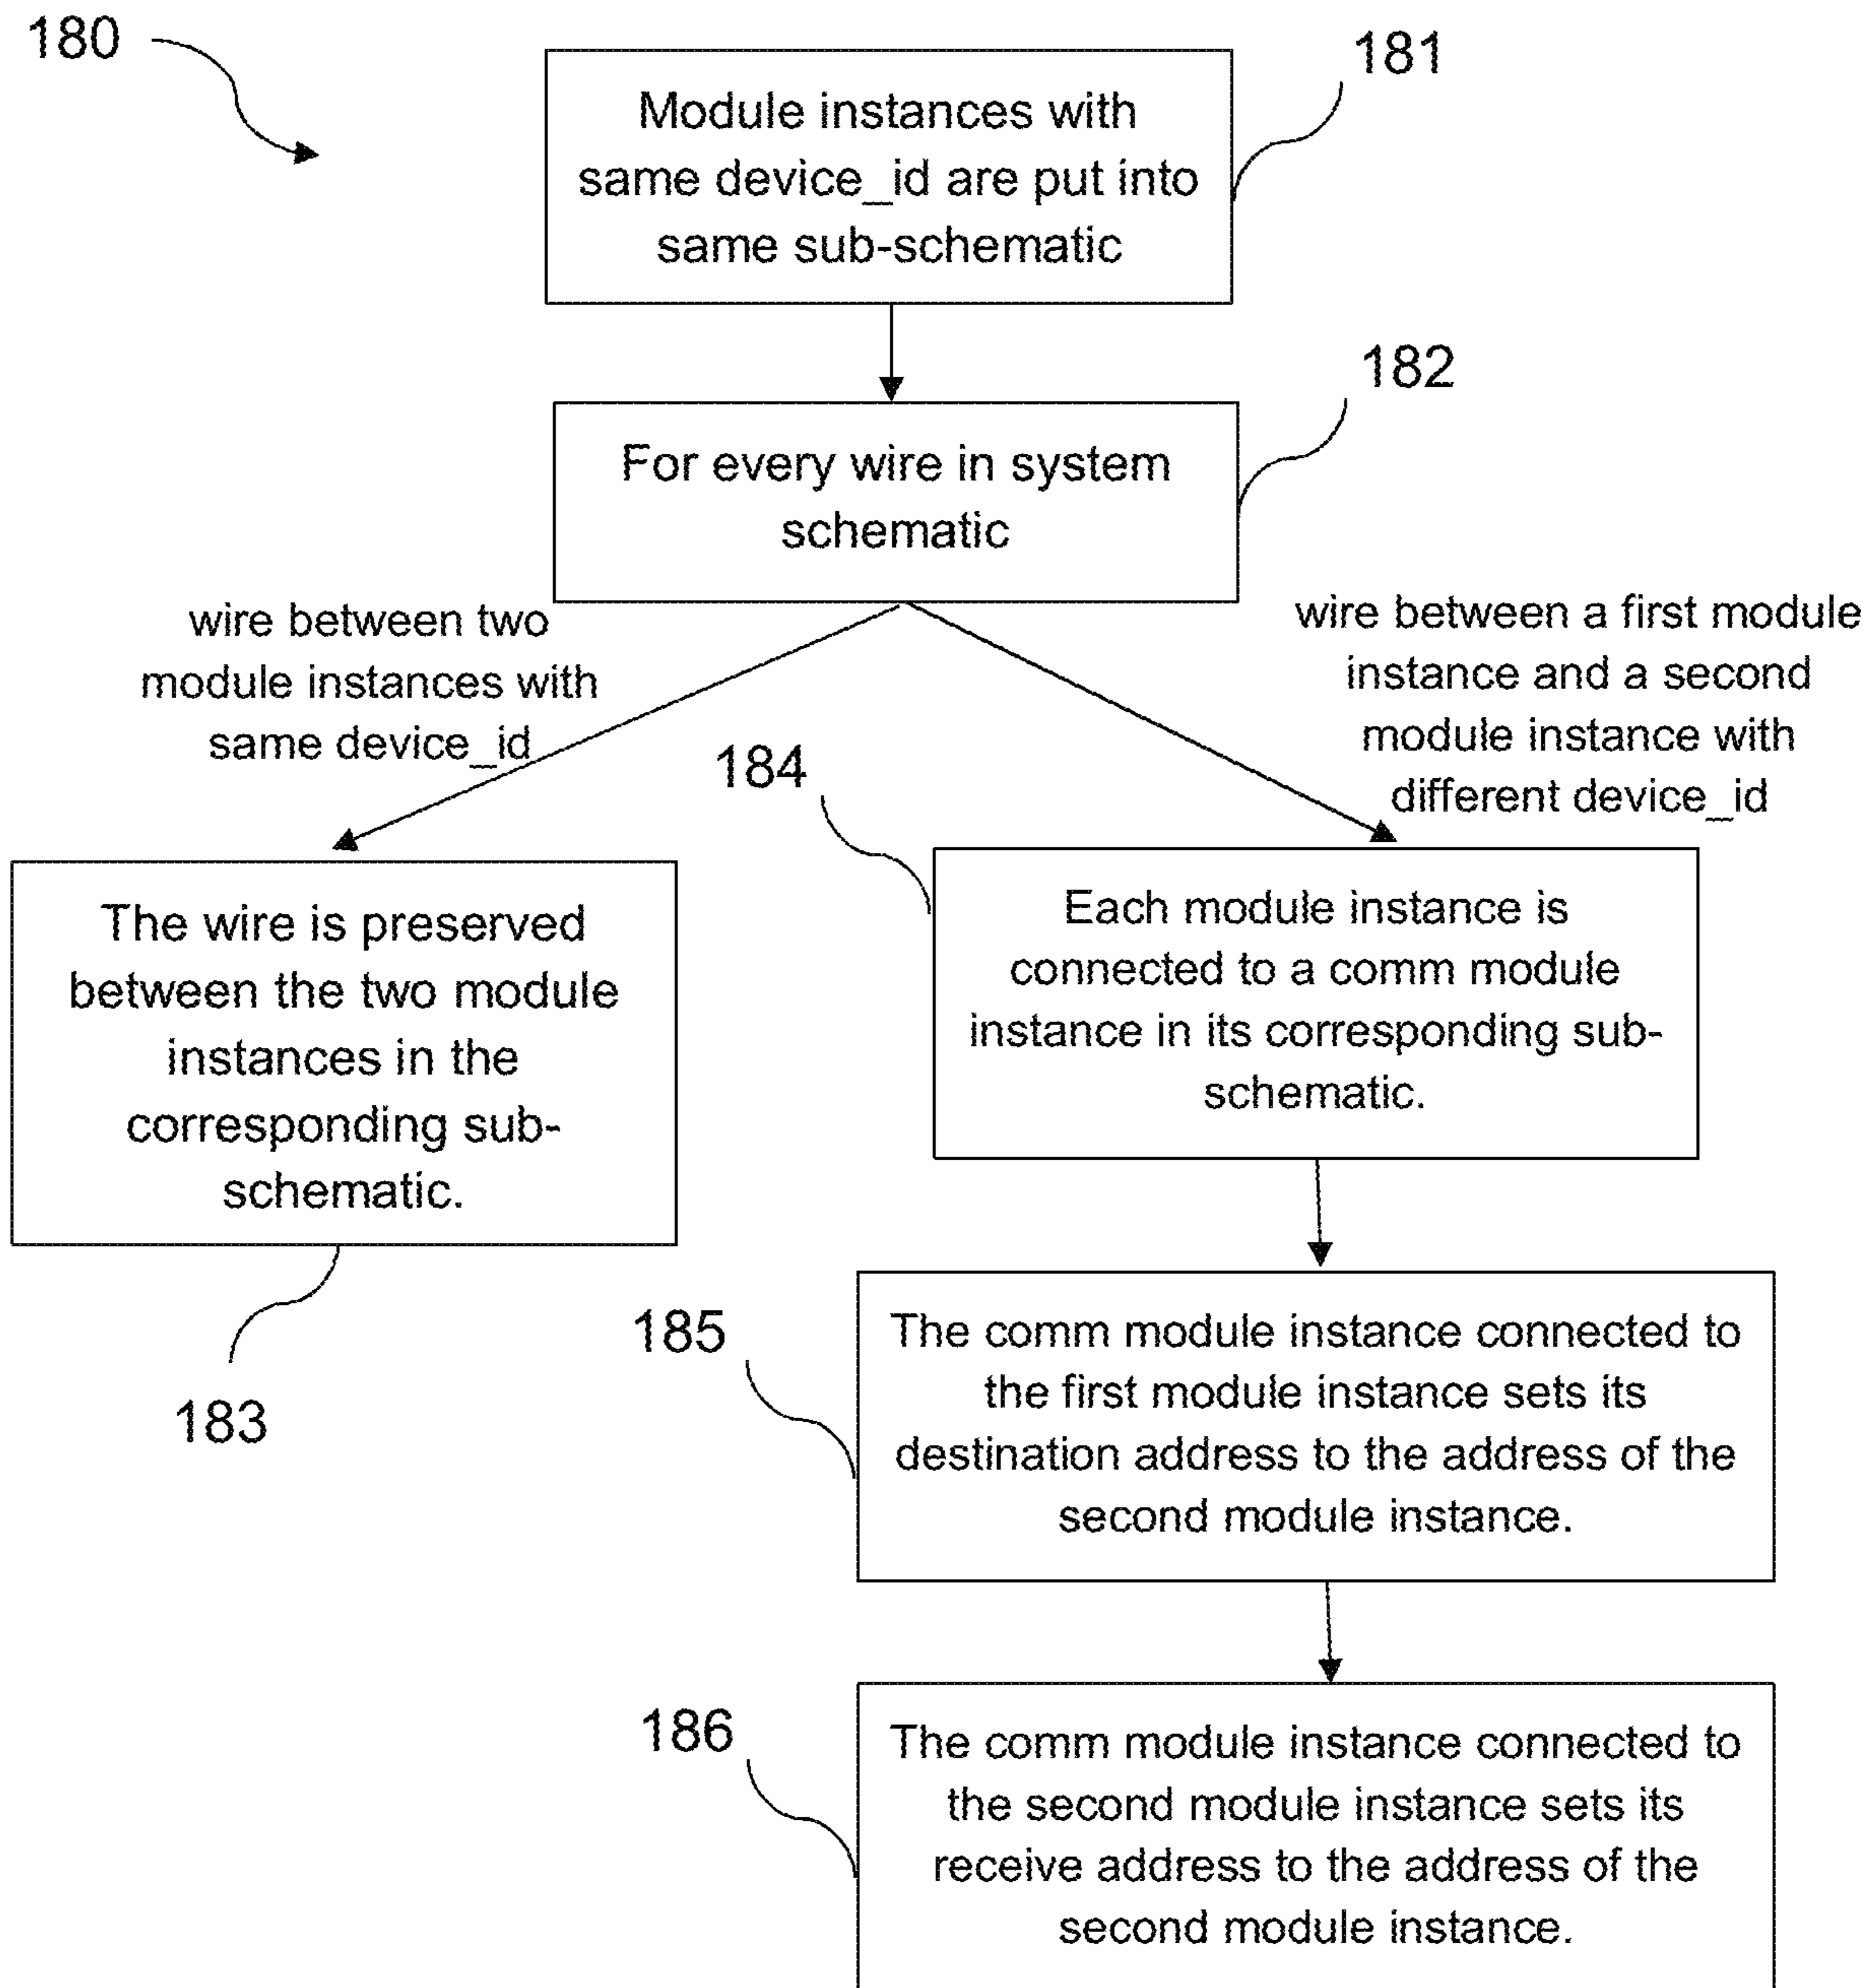 180
181
Module instances with
same device_id are put into
same sub-schematic
182
For every wire in system
schematic
wire between two
module instances with
same device_id
wire between a first module
instance and a second
module instance with
different device_id
184
The wire is preserved
between the two module
instances in the
corresponding sub-
schematic.
183
Each module instance is
connected to a comm module
instance in its corresponding sub-
schematic.
185
The comm module instance connected to
the first module instance sets its
destination address to the address of the
second module instance.
186
The comm module instance connected to
the second module instance sets its
receive address to the address of the
second module instance.